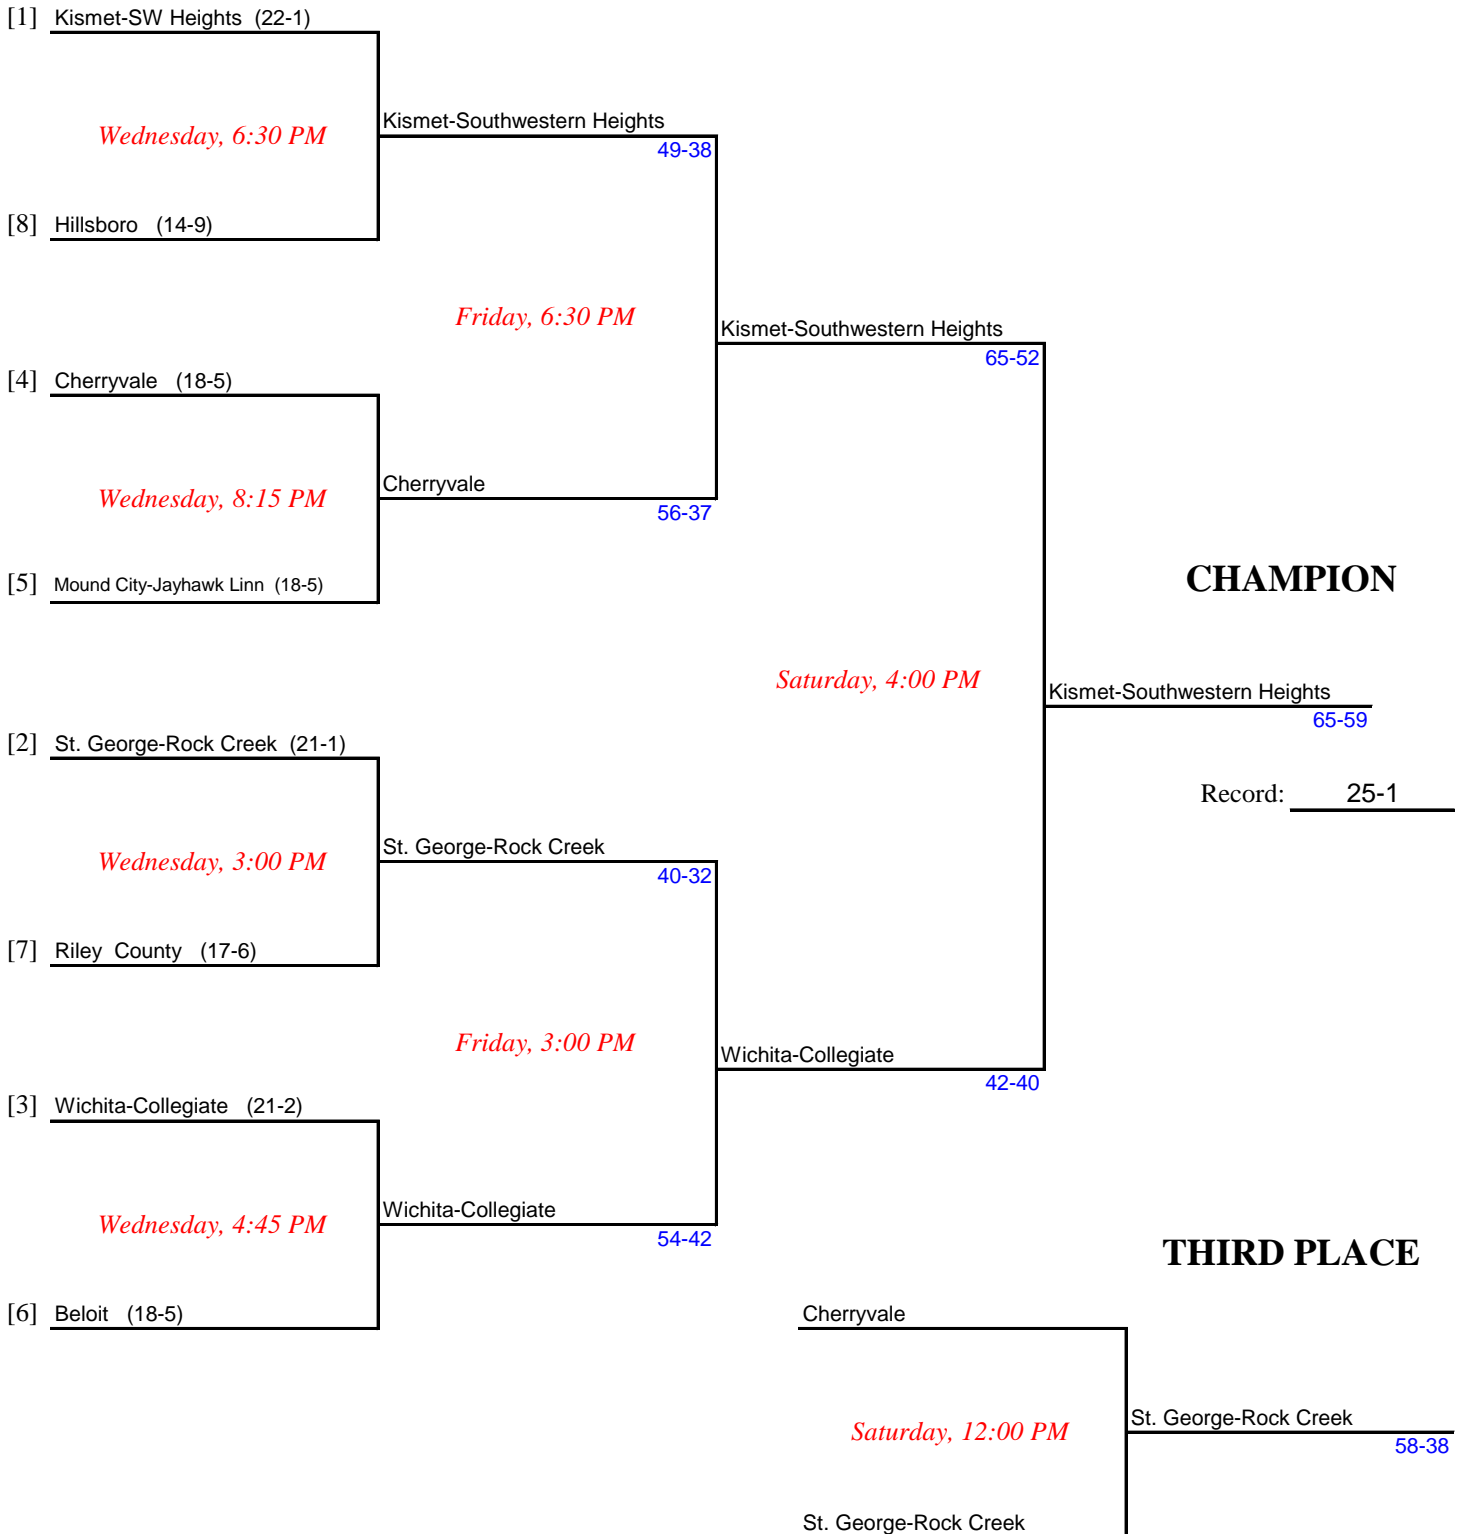 [1] Kismet-SW Heights (22-1)
Kismet-Southwestern Heights
Wednesday, 6:30 PM
49-38
[8] Hillsboro (14-9)
Friday, 6:30 PM
Kismet-Southwestern Heights
65-52
[4] Cherryvale (18-5)
Cherryvale
Wednesday, 8:15 PM
56-37
[5] Mound City-Jayhawk Linn (18-5)
CHAMPION
Saturday, 4:00 PM
Kismet-Southwestern Heights
65-59
[2] St. George-Rock Creek (21-1)
Record: 25-1
St. George-Rock Creek
Wednesday, 3:00 PM
40-32
[7] Riley County (17-6)
Friday, 3:00 PM
Wichita-Collegiate
42-40
[3] Wichita-Collegiate (21-2)
Wichita-Collegiate
Wednesday, 4:45 PM
54-42
THIRD PLACE
[6] Beloit (18-5)
Cherryvale
St. George-Rock Creek
Saturday, 12:00 PM
58-38
St. George-Rock Creek